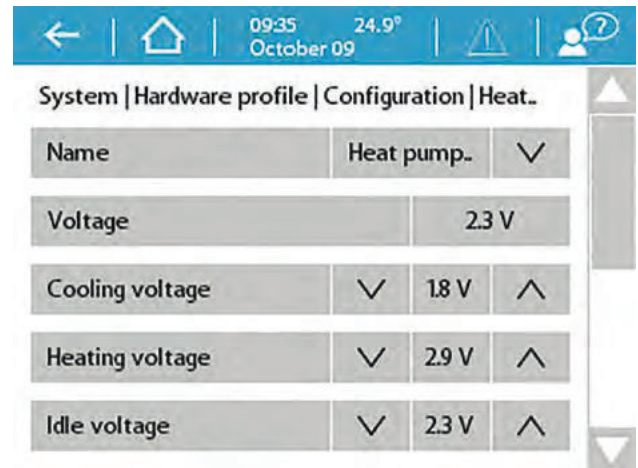 09:35 24.9°
October 09
?
System | Hardware profile | Configuration | Heat..
Name Heat pump..
Voltage 2.3 V
Cooling voltage 1.8 V
Heating voltage 2.9 V
Idle voltage 2.3 V